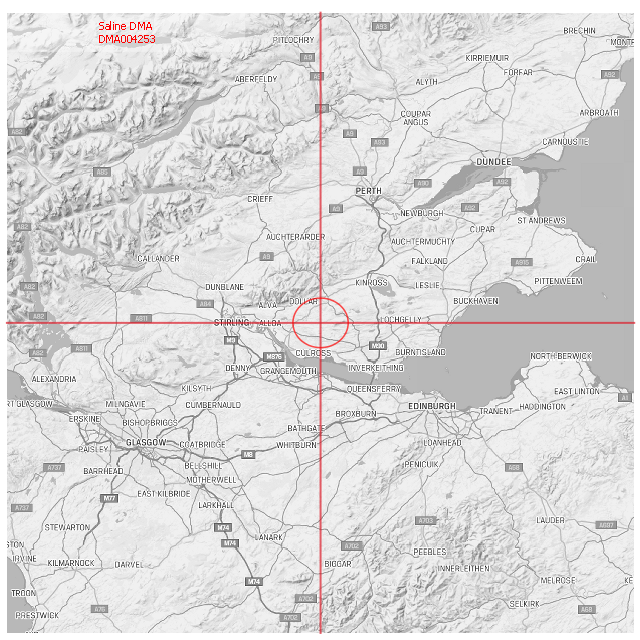 Saline DMA
DMA004253
PITLOCHRY
A93
BRECHIN
MONT
A9
KIRRIEMUIR
FORFAR
ABERFELDY
ALYTH
A92
COUPAR
ANGUS
ARBROATH
A82
A9
A93
CARNOUSTIE
DUNDEE
A85
A9
A90
A92
PERTH
CRIEFF
A9
A92
NEWBURGH
ST ANDREWS
A82
CUPAR
AUCHTERARDER
AUCHTERMUCHTY
CALLANDER
A9
FALKLAND
A915
CRAIL
A82
DUNBLANE
KINROSS
LESLIE
PITTENWEEM
A84
ALVA
DOLLAR
BUCKHAVEN
A82
A811
STIRLING
ALLOA
LOCHGELLY
A82
A811
M9
M876
CULROSS
M90
BURNTISLAND
NORTH BERWICK
DENNY
GRANGEMOUTH
INVERKEITHING
ALEXANDRIA
KILSYTH
QUEENSFERRY
EAST LINTON
A1
RT GLASGOW
MILNGAVIE
CUMBERNAULD
EDINBURGH
HADDINGTON
ERSKINE
BISHOPBRIGGS
BROXBURN
TRANENT
BATHGATE
GLASGOW
COATBRIDGE
WHITBURN
LOANHEAD
PAISLEY
M8
A737
BARRHEAD
BELLSHILL
PENICUIK
A68
MOTHERWELL
EAST KILBRIDE
M77
LARKHALL
A737
STEWARTON
M74
A703
LAUDER
A697
STON
LANARK
M74
A702
IRVINE
PEEBLES
KILMARNOCK
DARVEL
BIGGAR
INNERLEITHEN
M74
MELROSE
KE
TROON
A702
SELKIRK
PRESTWICK
A76
A702
A68